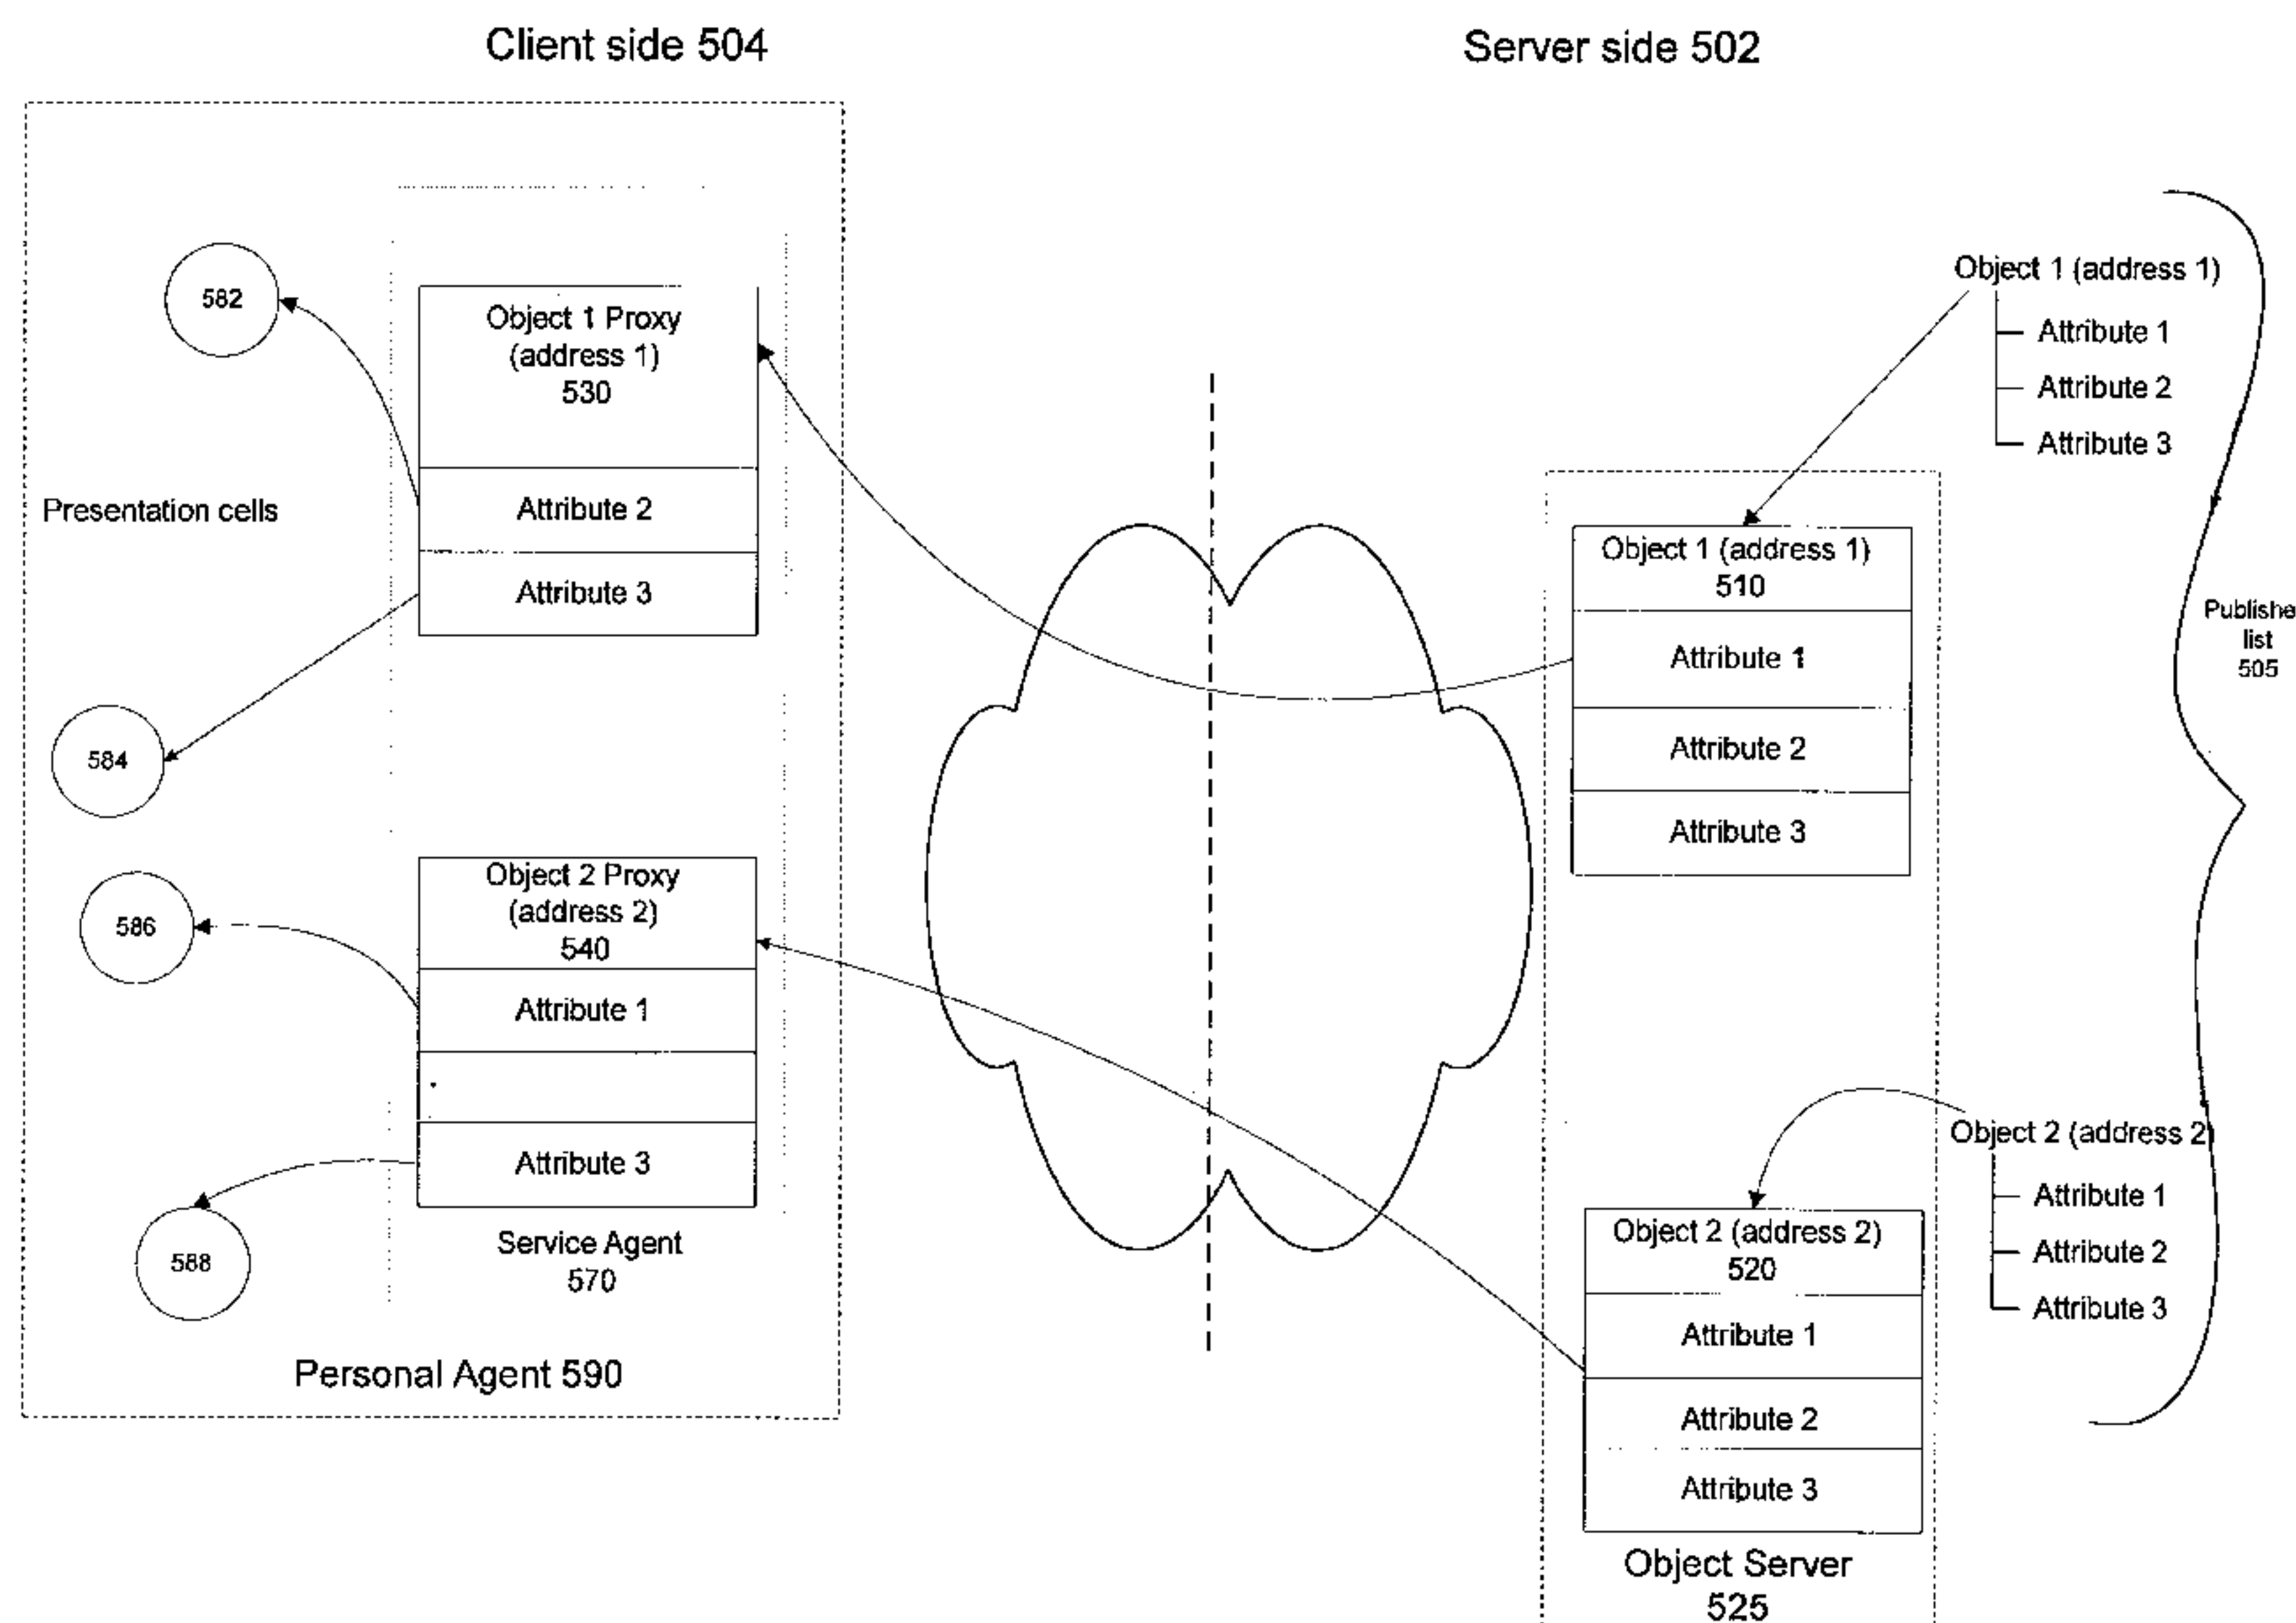 Client side 504
Server side 502
582
Object 1 Proxy
(address 1)
530
Attribute 2
Attribute 3
Presentation cells
584
586
Object 2 Proxy
(address 2)
540
Attribute 1
Attribute 3
588
Service Agent
570
Personal Agent 590
Object 1 (address 1)
Attribute 1
Attribute 2
Attribute 3
Object 1 (address 1)
510
Attribute 1
Attribute 2
Attribute 3
Publishe
list
505
Object 2 (address 2)
Attribute 1
Attribute 2
Attribute 3
Object 2 (address 2)
520
Attribute 1
Attribute 2
Attribute 3
Object Server
525